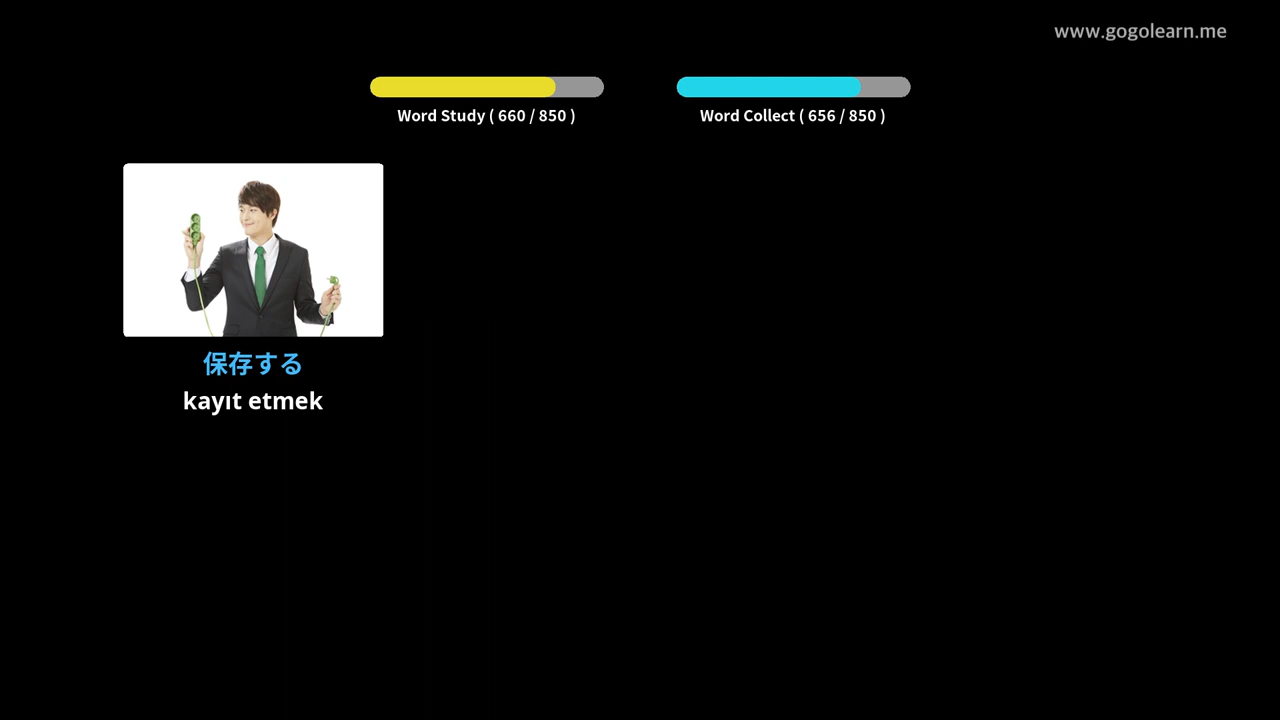 www.gogolearn.me
Word Study ( 660 / 850 )
Word Collect ( 656 / 850 )
保存する
kayıt etmek